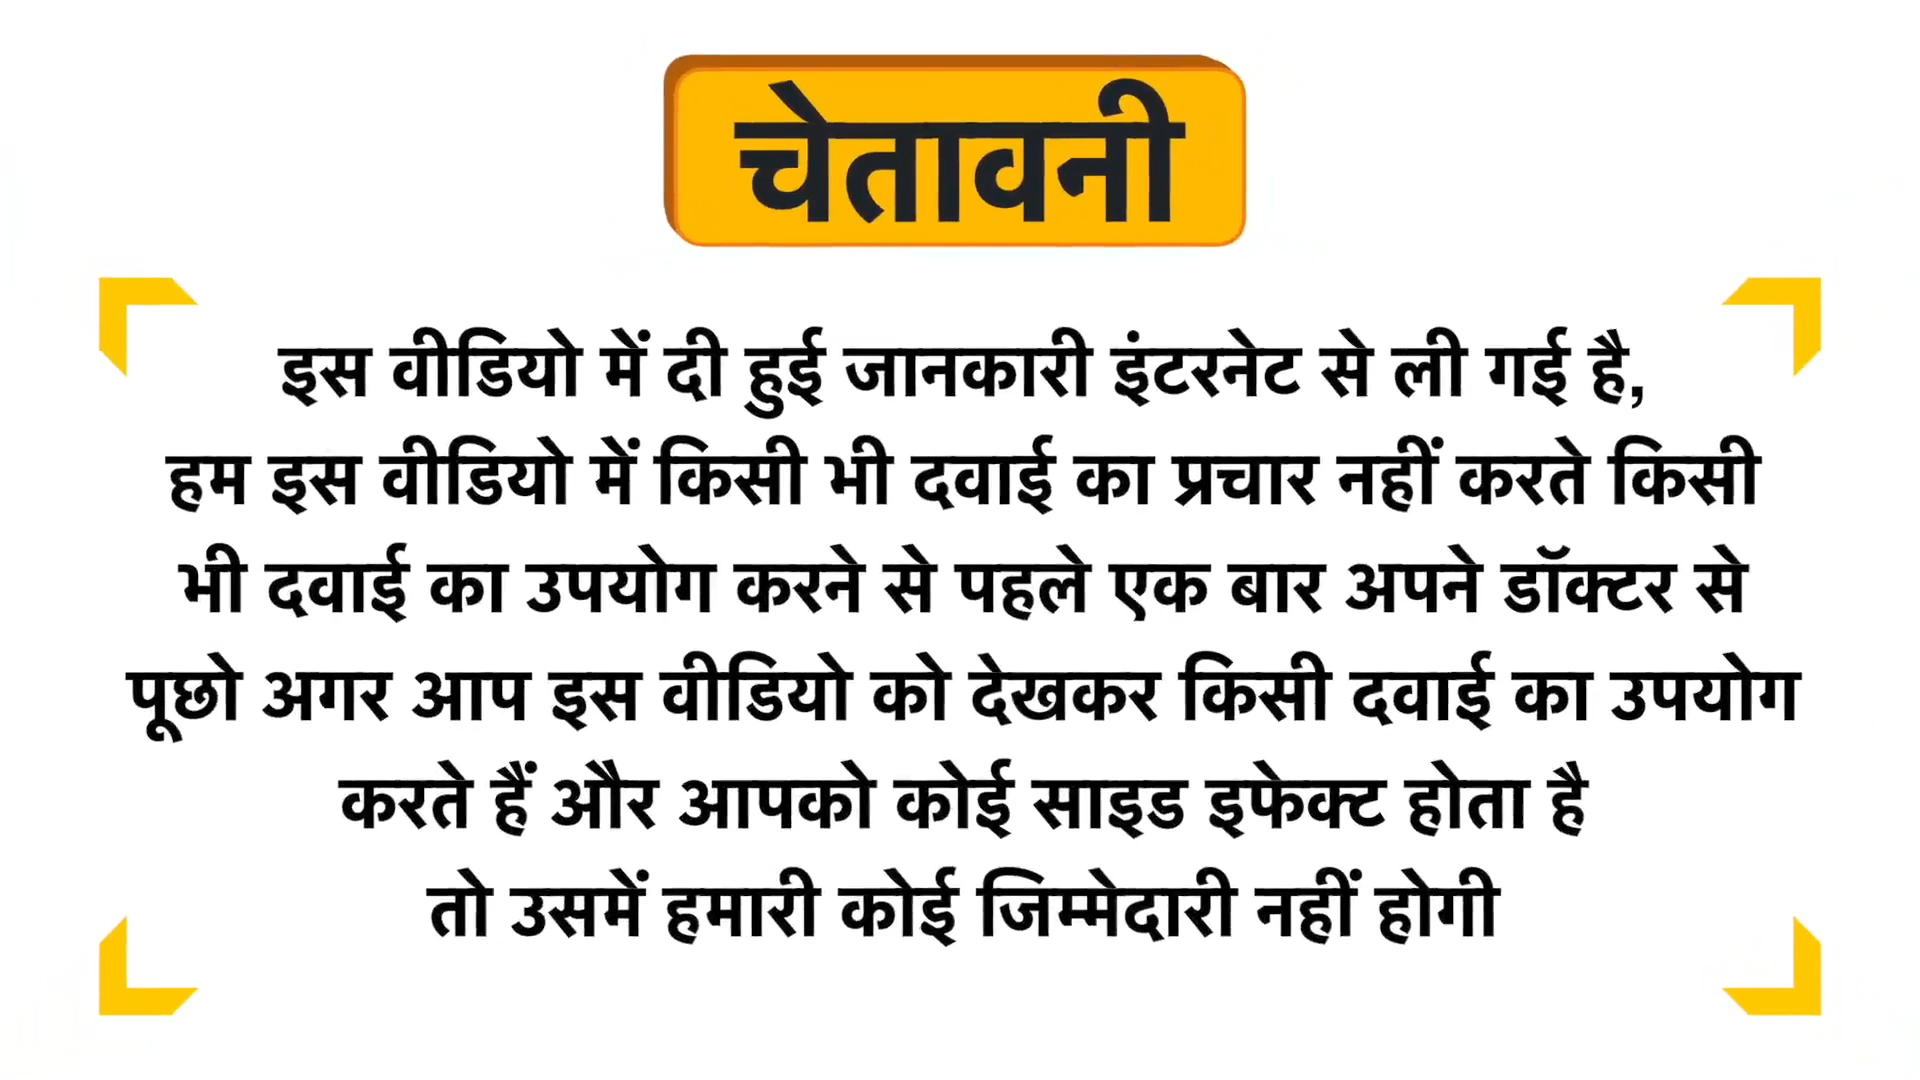 चेतावनी
इस वीडियो में दी हुई जानकारी इंटरनेट से ली गई है,
हम इस वीडियो में किसी भी दवाई का प्रचार नहीं करते किसी
भी दवाई का उपयोग करने से पहले एक बार अपने डॉक्टर से
पूछो अगर आप इस वीडियो को देखकर किसी दवाई का उपयोग
करते हैं और आपको कोई साइड इफेक्ट होता है
तो उसमें हमारी कोई जिम्मेदारी नहीं होगी